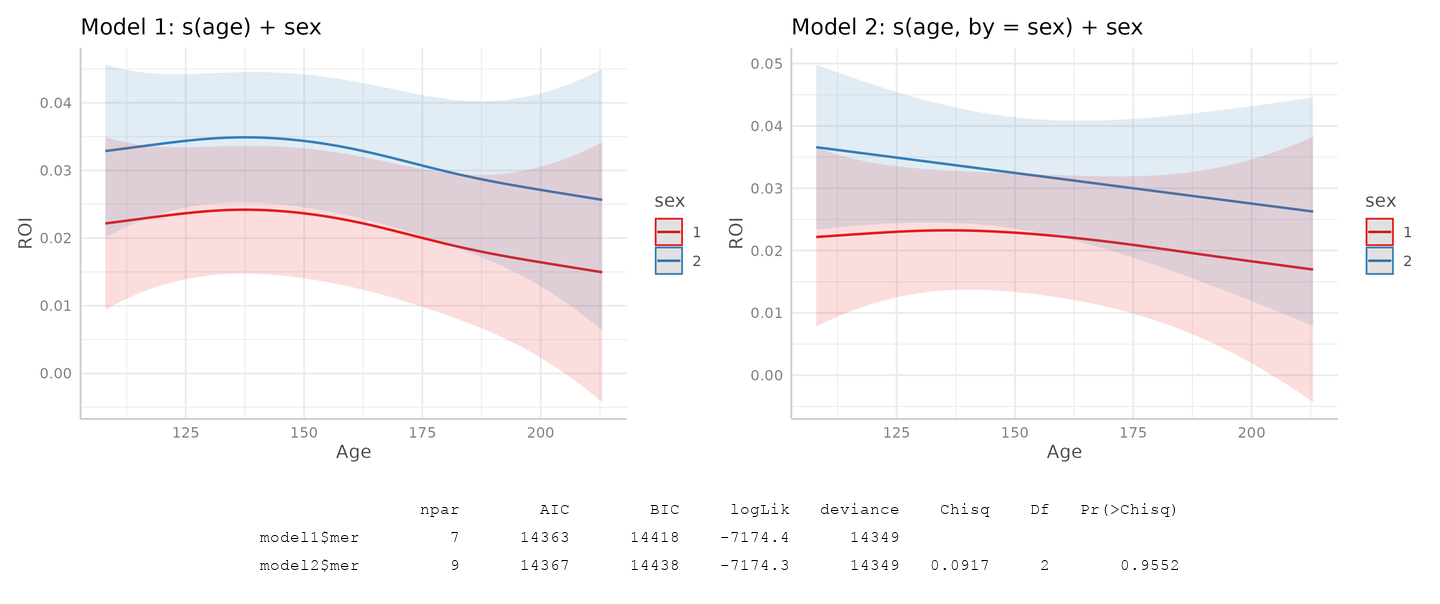 Model 1: s(age) + sex
0.04
0.03
0.02
0.01
0.00
ROI
125 150 175 200
Age
sex
1
2
Model 2: s(age, by = sex) + sex
0.05
0.04
0.03
0.02
0.01
0.00
ROI
125 150 175 200
Age
sex
1
2
npar AIC BIC logLik deviance Chisq Df Pr(>Chisq)
model1$mer 7 14363 14418 -7174.4 14349
model2$mer 9 14367 14438 -7174.3 14349 0.0917 2 0.9552